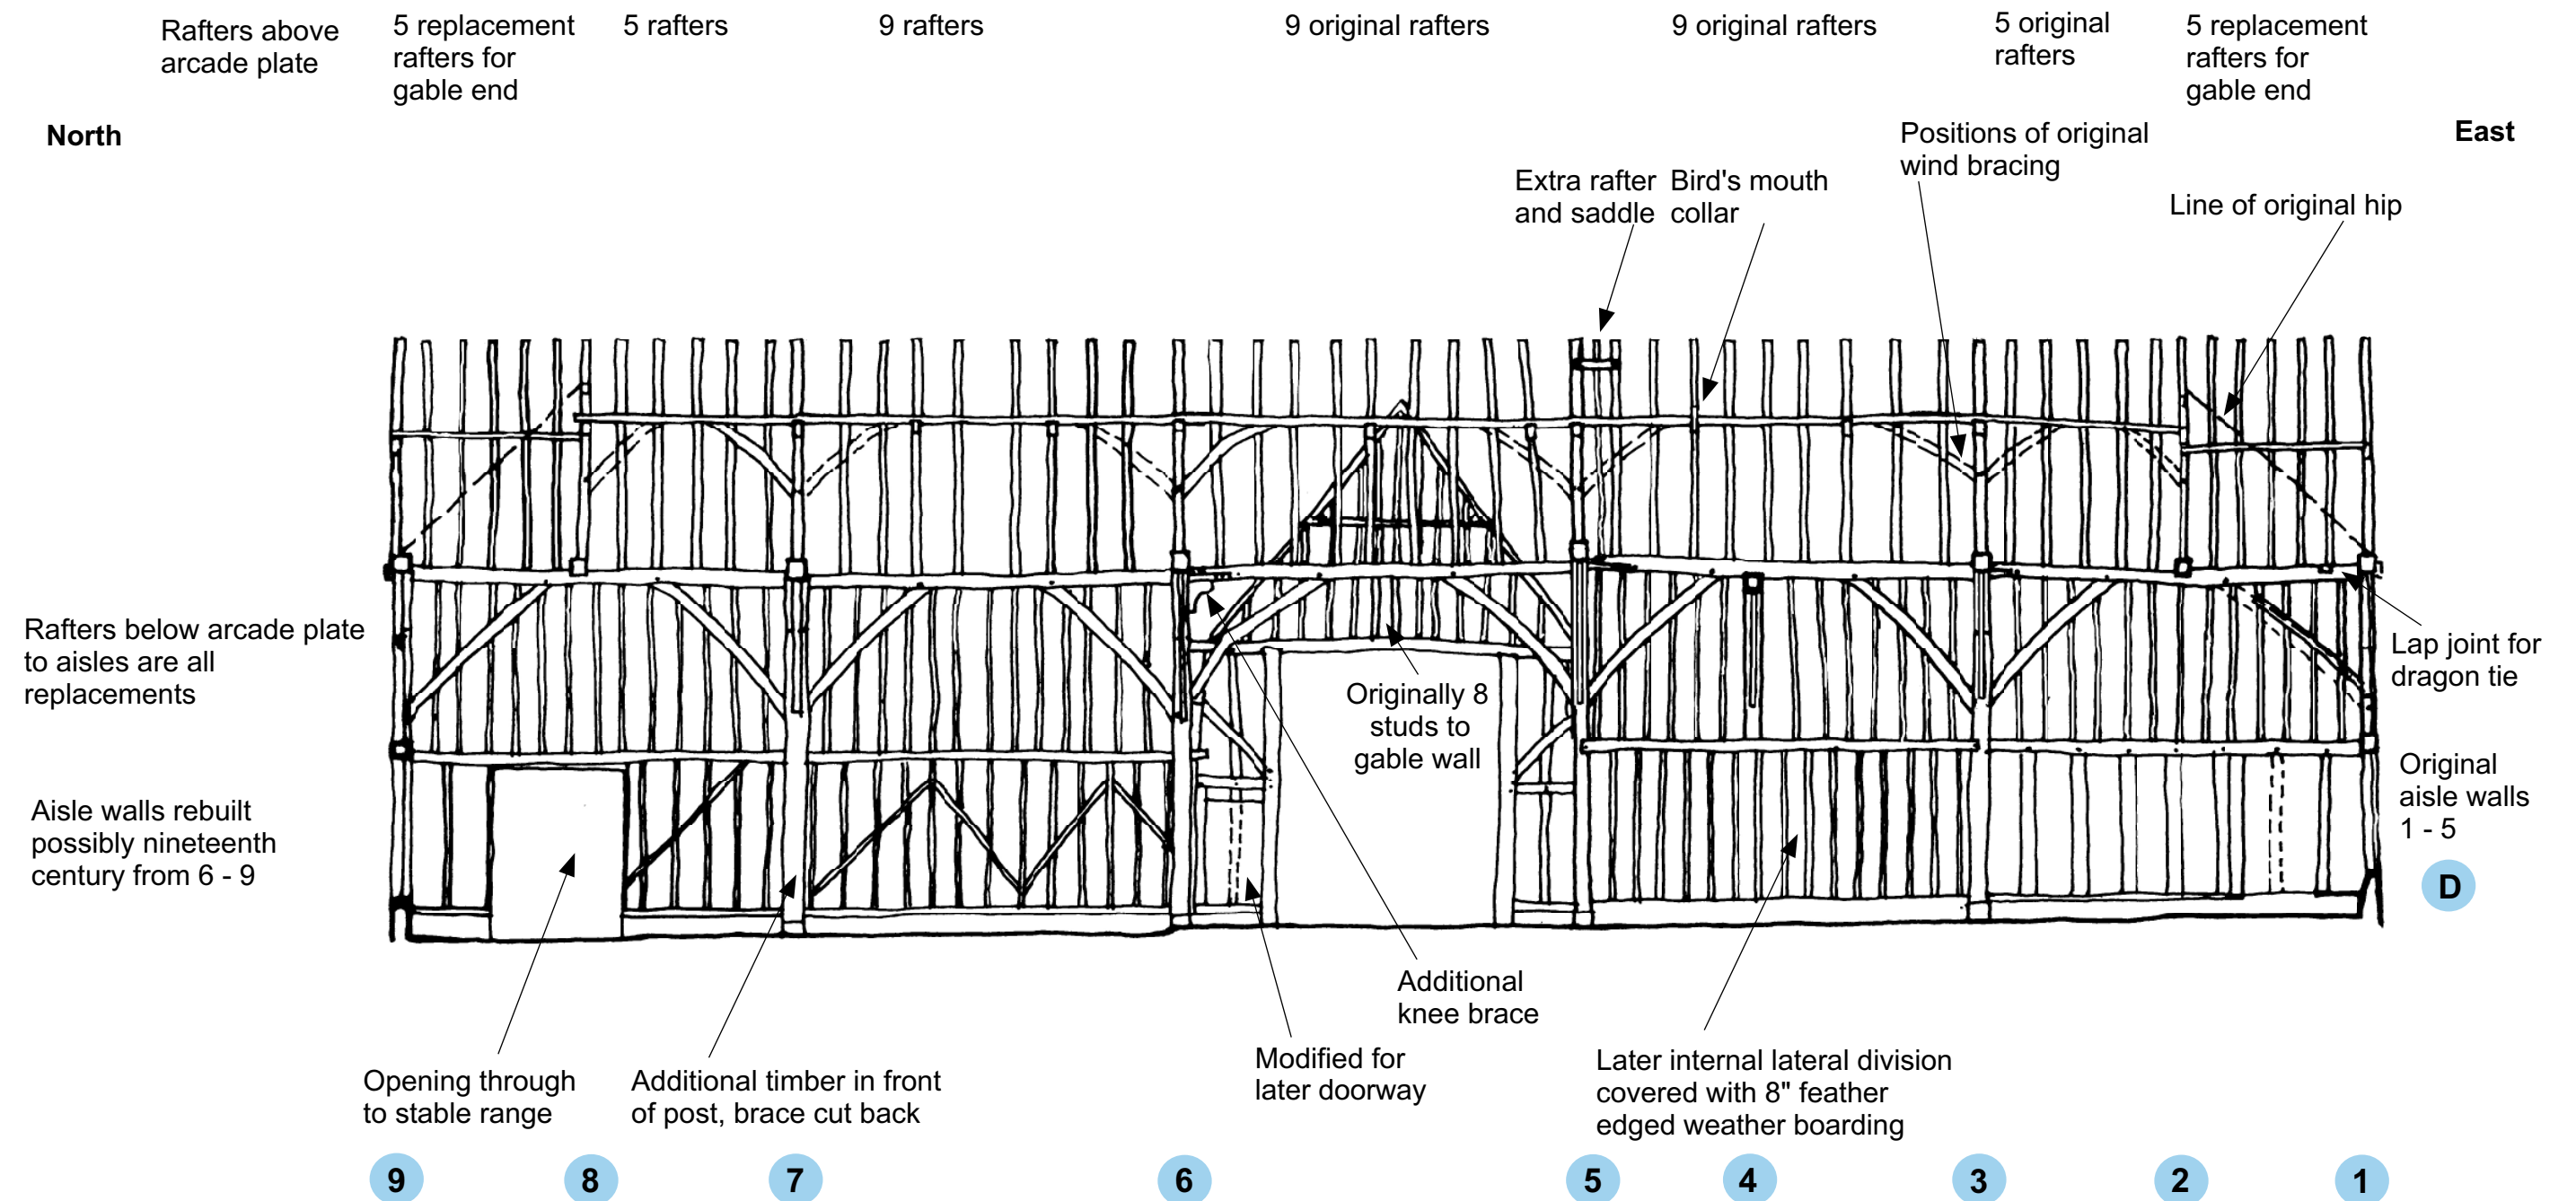 Rafters above
arcade plate
5 replacement
rafters for
gable end
5 rafters
9 rafters
9 original rafters
9 original rafters
5 original
rafters
5 replacement
rafters for
gable end
North
East
Positions of original
wind bracing
Extra rafter
and saddle
Bird's mouth
collar
Line of original hip
Rafters below arcade plate
to aisles are all
replacements
Lap joint for
dragon tie
Originally 8
studs to
gable wall
Original
aisle walls
1 - 5
Aisle walls rebuilt
possibly nineteenth
century from 6 - 9
D
Additional
knee brace
Modified for
later doorway
Later internal lateral division
covered with 8" feather
edged weather boarding
Opening through
to stable range
Additional timber in front
of post, brace cut back
9 8 7 6 5 4 3 2 1